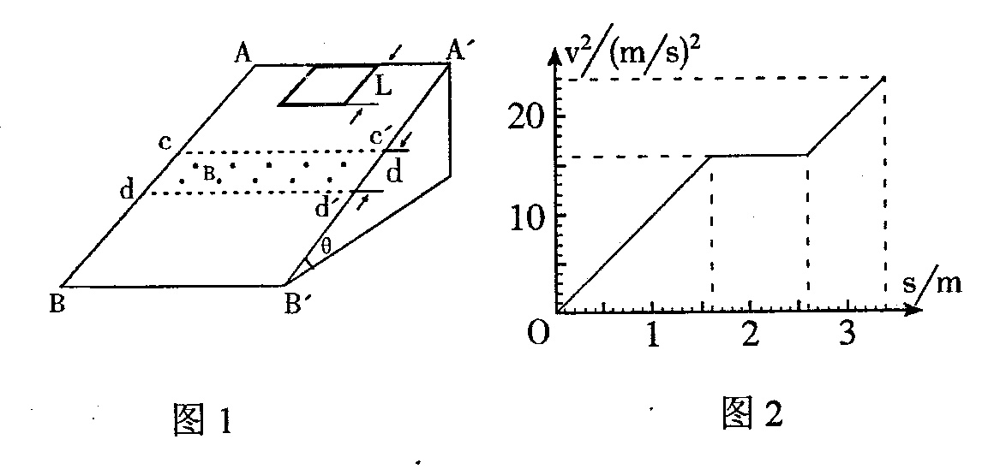 A
A′
L
c
c′
B
d
d
d′
θ
B
B′
图 1
v²/(m/s)²
20
10
O
1
2
3
s/m
图 2